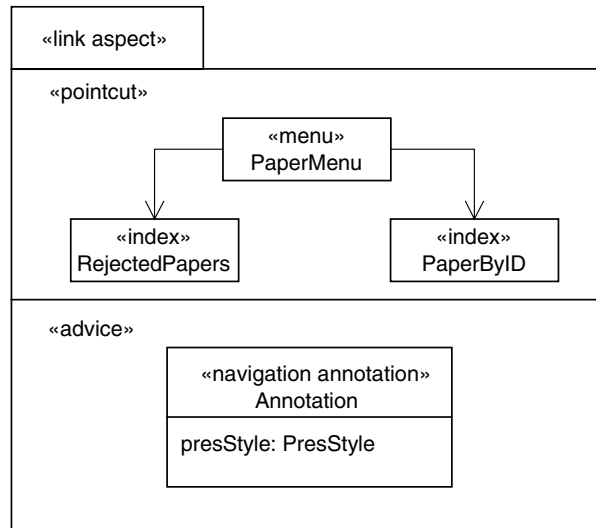 «link aspect»
«pointcut»
«menu»
PaperMenu
«index»
RejectedPapers
«index»
PaperByID
«advice»
«navigation annotation»
Annotation
presStyle: PresStyle